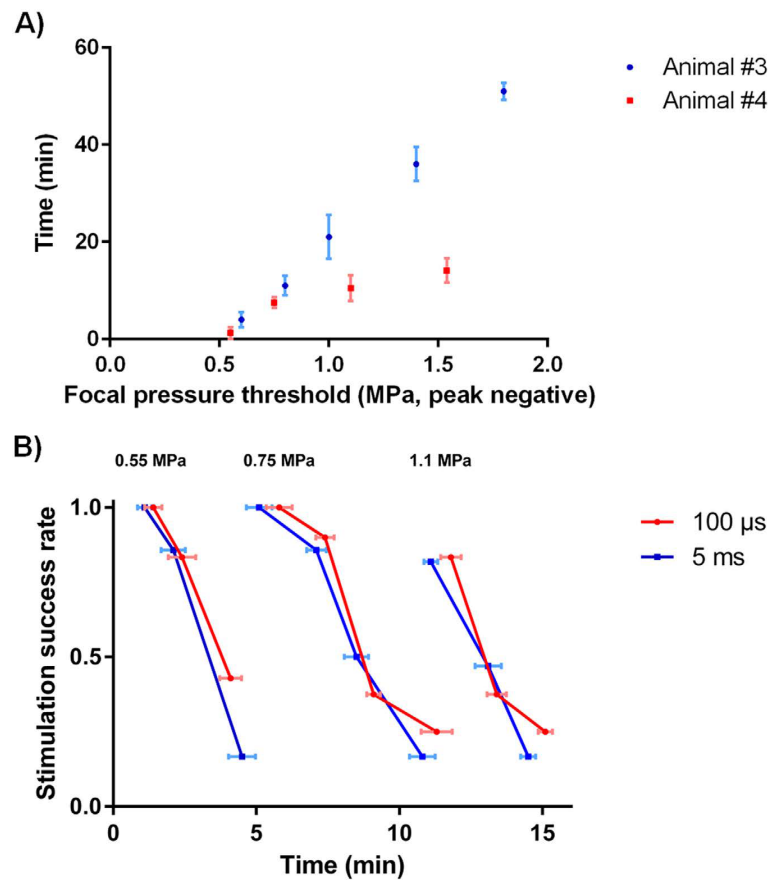 A)
60
40
20
0
Time (min)
0.0 0.5 1.0 1.5 2.0
Focal pressure threshold (MPa, peak negative)
Animal #3
Animal #4
B)
0.55 MPa 0.75 MPa 1.1 MPa
1.0
0.5
0.0
Stimulation success rate
0 5 10 15
Time (min)
100 µs
5 ms